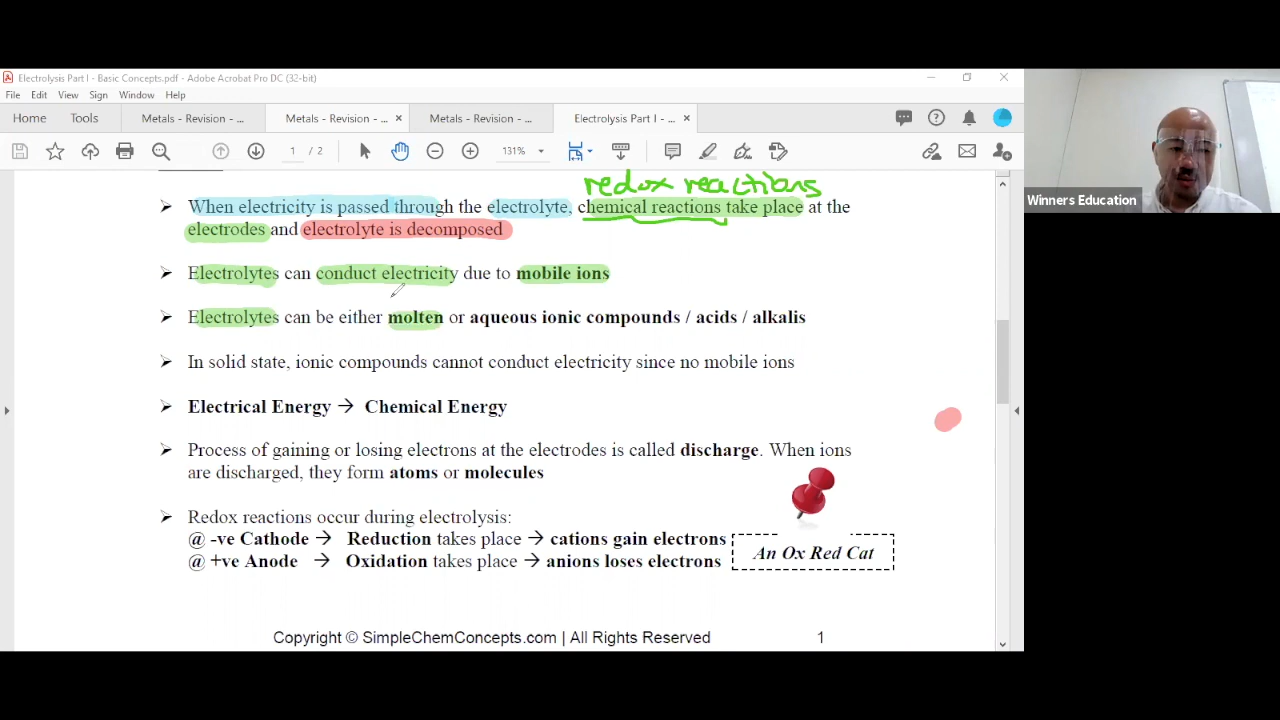 Electrolysis Part I - Basic Concepts.pdf - Adobe Acrobat Pro DC (32-bit)
File Edit View Sign Window Help
Home Tools Metals - Revision - ... Metals - Revision - ... × Metals - Revision - ... Electrolysis Part I - ... ×
1 / 2 131%
redox reactions
➤ When electricity is passed through the electrolyte, chemical reactions take place at the
electrodes and electrolyte is decomposed
➤ Electrolytes can conduct electricity due to mobile ions
➤ Electrolytes can be either molten or aqueous ionic compounds / acids / alkalis
➤ In solid state, ionic compounds cannot conduct electricity since no mobile ions
➤ Electrical Energy → Chemical Energy
➤ Process of gaining or losing electrons at the electrodes is called discharge. When ions
are discharged, they form atoms or molecules
➤ Redox reactions occur during electrolysis:
@ -ve Cathode → Reduction takes place → cations gain electrons
@ +ve Anode → Oxidation takes place → anions loses electrons
An Ox Red Cat
Copyright © SimpleChemConcepts.com | All Rights Reserved 1
Winners Education